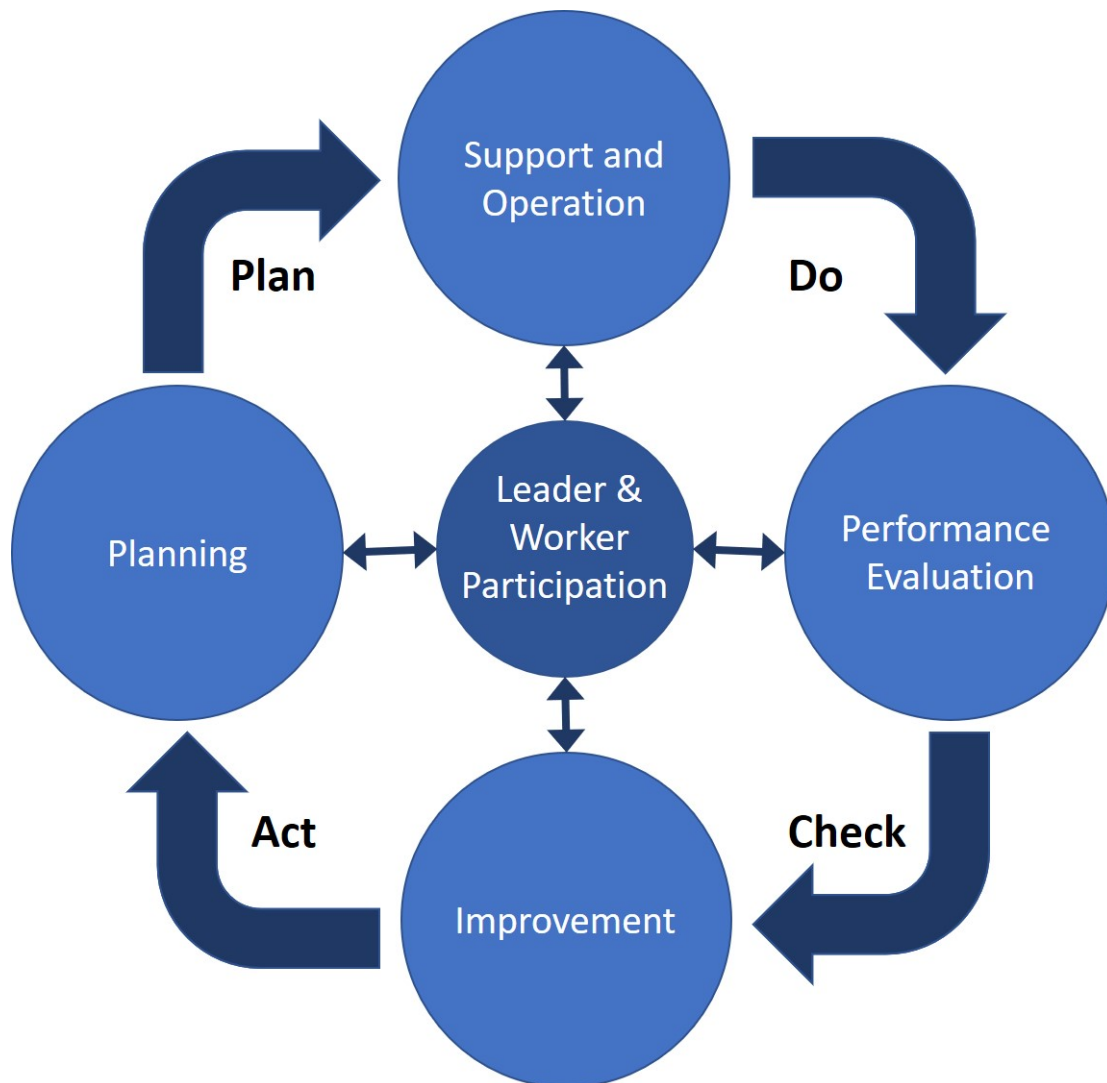 Support and
Operation
Plan
Do
Planning
Leader &
Worker
Participation
Performance
Evaluation
Act
Check
Improvement